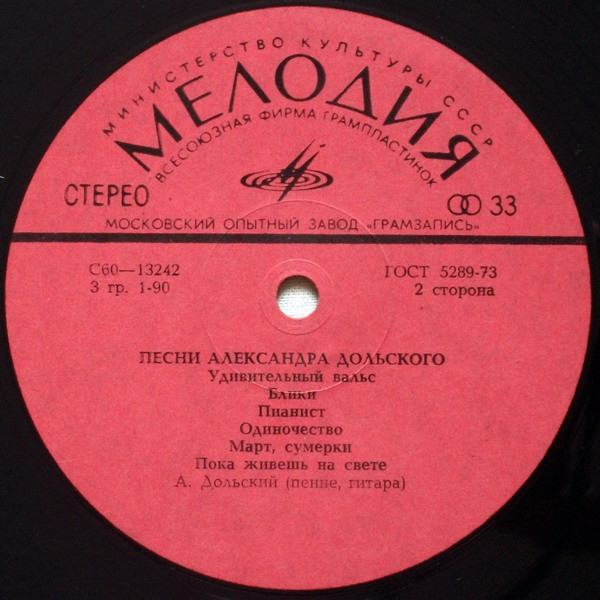 МИНИСТЕРСТВО КУЛЬТУРЫ СССР
МЕЛОДИЯ
ВСЕСОЮЗНАЯ ФИРМА ГРАМПЛАСТИНОК
СТЕРЕО
33
МОСКОВСКИЙ ОПЫТНЫЙ ЗАВОД „ГРАМЗАПИСЬ"
С60—13242
ГОСТ 5289-73
3 гр. 1-90
2 сторона
ПЕСНИ АЛЕКСАНДРА ДОЛЬСКОГО
Удивительный вальс
Блики
Пианист
Одиночество
Март, сумерки
Пока живешь на свете
А. Дольский (пение, гитара)